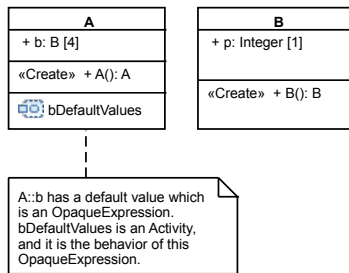 A
+ b: B [4]
«Create» + A(): A
bDefaultValues
B
+ p: Integer [1]
«Create» + B(): B
A::b has a default value which
is an OpaqueExpression.
bDefaultValues is an Activity,
and it is the behavior of this
OpaqueExpression.